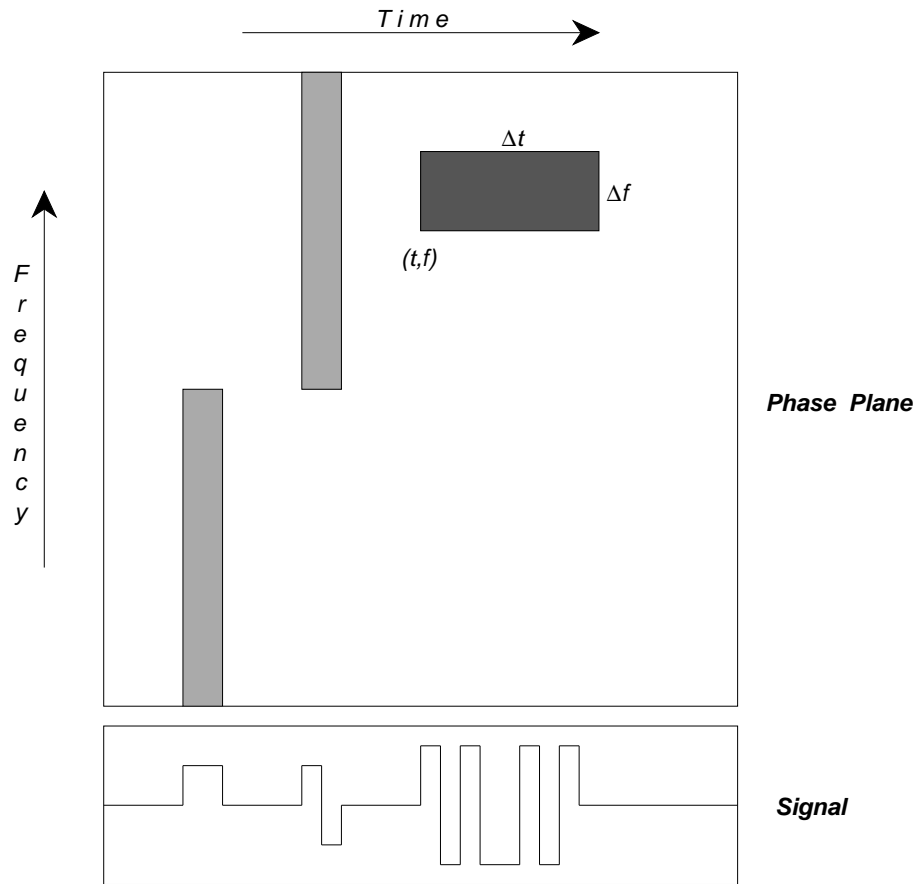 Time
Δt
Δf
(t,f)
Frequency
Phase Plane
Signal